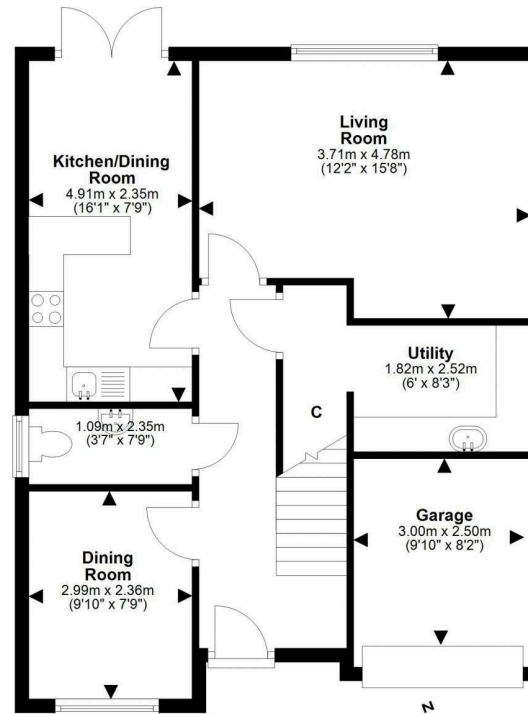 Living
Room
3.71m x 4.78m
(12'2" x 15'8")
Kitchen/Dining
Room
4.91m x 2.35m
(16'1" x 7'9")
Utility
1.82m x 2.52m
(6' x 8'3")
1.09m x 2.35m
(3'7" x 7'9")
C
Garage
3.00m x 2.50m
(9'10" x 8'2")
Dining
Room
2.99m x 2.36m
(9'10" x 7'9")
N